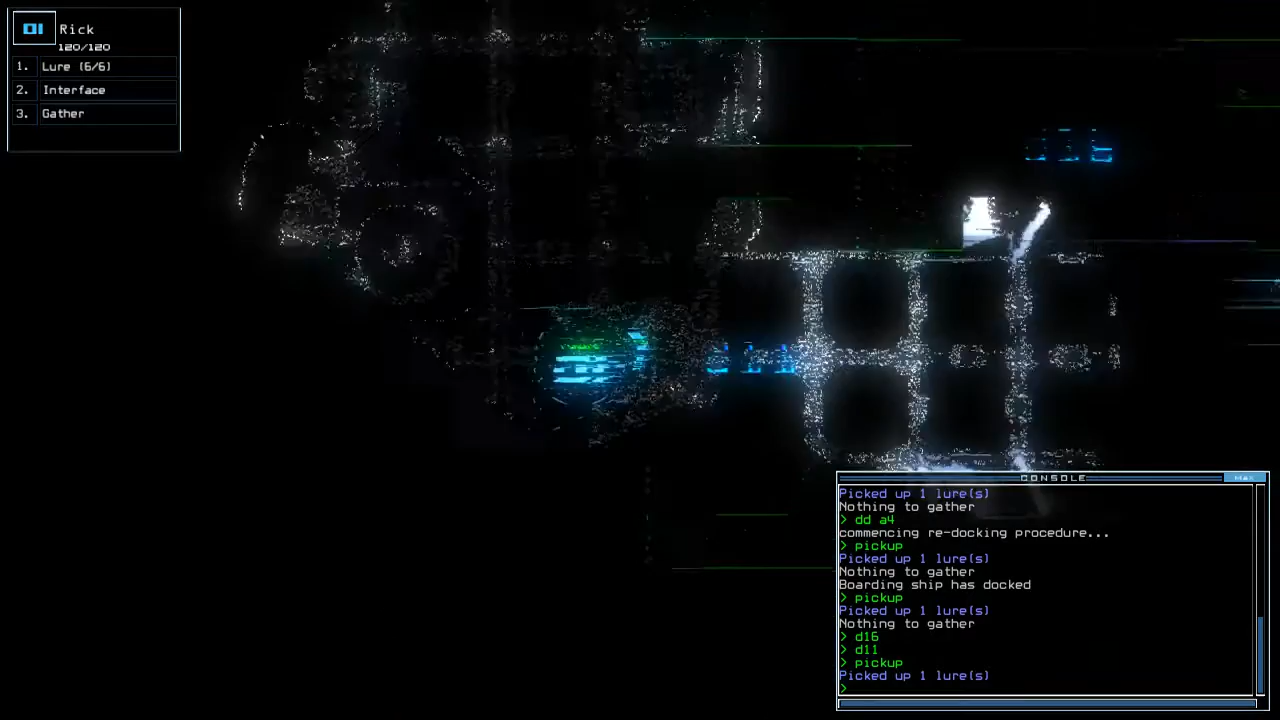 Rick
120/120
1. Lure (6/6)
2. Interface
3. Gather
CONSOLE
Picked up 1 lure(s)
Nothing to gather
> dd a4
commencing re-docking procedure...
> pickup
Picked up 1 lure(s)
Nothing to gather
Boarding ship has docked
> pickup
Picked up 1 lure(s)
Nothing to gather
> d16
> d11
> pickup
Picked up 1 lure(s)
>